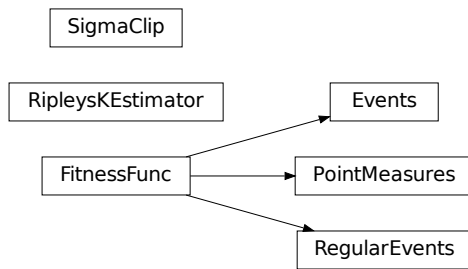 SigmaClip
RipleysKEstimator
Events
FitnessFunc
PointMeasures
RegularEvents